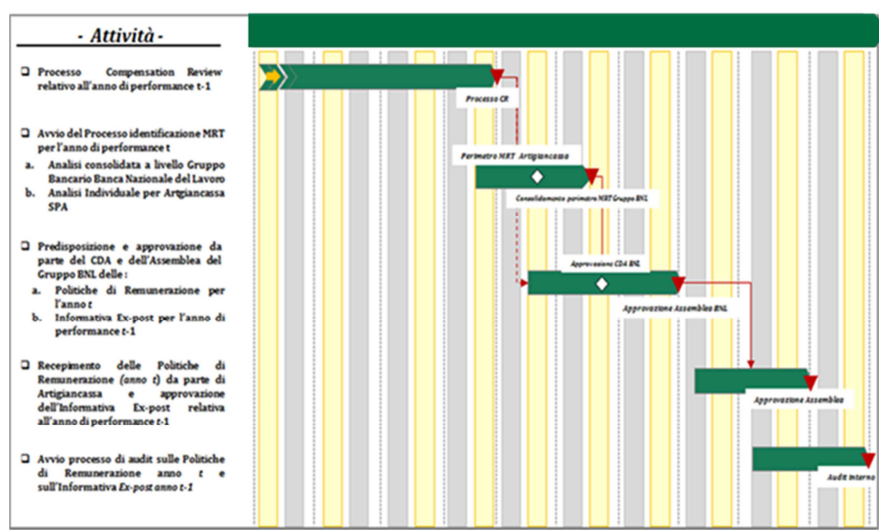 - Attività -
Processo Compensation Review
relativo all'anno di performance t-1
Processo CR
Avvio del Processo identificazione MRT
per l'anno di performance t
a. Analisi consolidata a livello Gruppo
Bancario Banca Nazionale del Lavoro
b. Analisi Individuale per Artgiancassa
SPA
Perimetro MRT Artigiancassa
Consolidamento perimetro MRT Gruppo BNL
Predisposizione e approvazione da
parte del CDA e dell'Assemblea del
Gruppo BNL delle :
a. Politiche di Remunerazione per
l'anno t
b. Informativa Ex-post per l'anno di
performance t-1
Approvazione CDA BNL
Approvazione Assemblea BNL
Recepimento delle Politiche di
Remunerazione (anno t) da parte di
Artigiancassa e approvazione
dell'Informativa Ex-post relativa
all'anno di performance t-1
Approvazione Assemblea
Avvio processo di audit sulle Politiche
di Remunerazione anno t e
sull'Informativa Ex-post anno t-1
Audit Interno